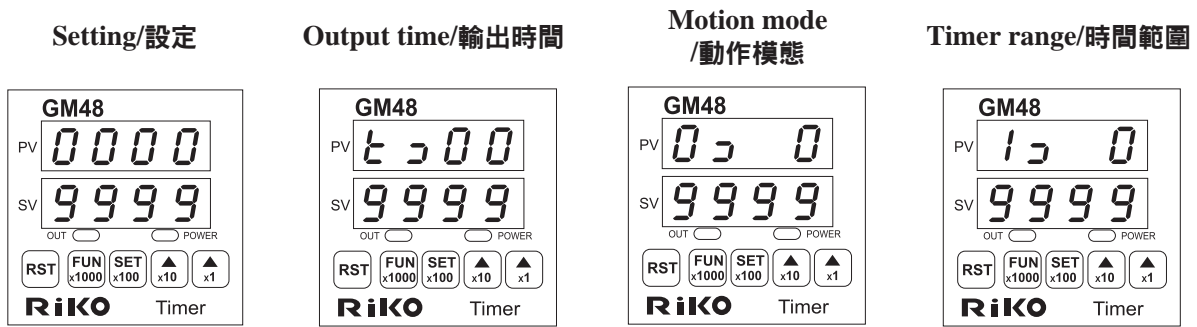 Setting/設定
Output time/輸出時間
Motion mode
/動作模態
Timer range/時間範圍
GM48
PV 0000
SV 9999
OUT POWER
RST FUN x1000 SET x100 ▲ x10 ▲ x1
RiKO Timer
GM48
PV t⊃00
SV 9999
OUT POWER
RST FUN x1000 SET x100 ▲ x10 ▲ x1
RiKO Timer
GM48
PV 0⊃ 0
SV 9999
OUT POWER
RST FUN x1000 SET x100 ▲ x10 ▲ x1
RiKO Timer
GM48
PV 1⊃ 0
SV 9999
OUT POWER
RST FUN x1000 SET x100 ▲ x10 ▲ x1
RiKO Timer